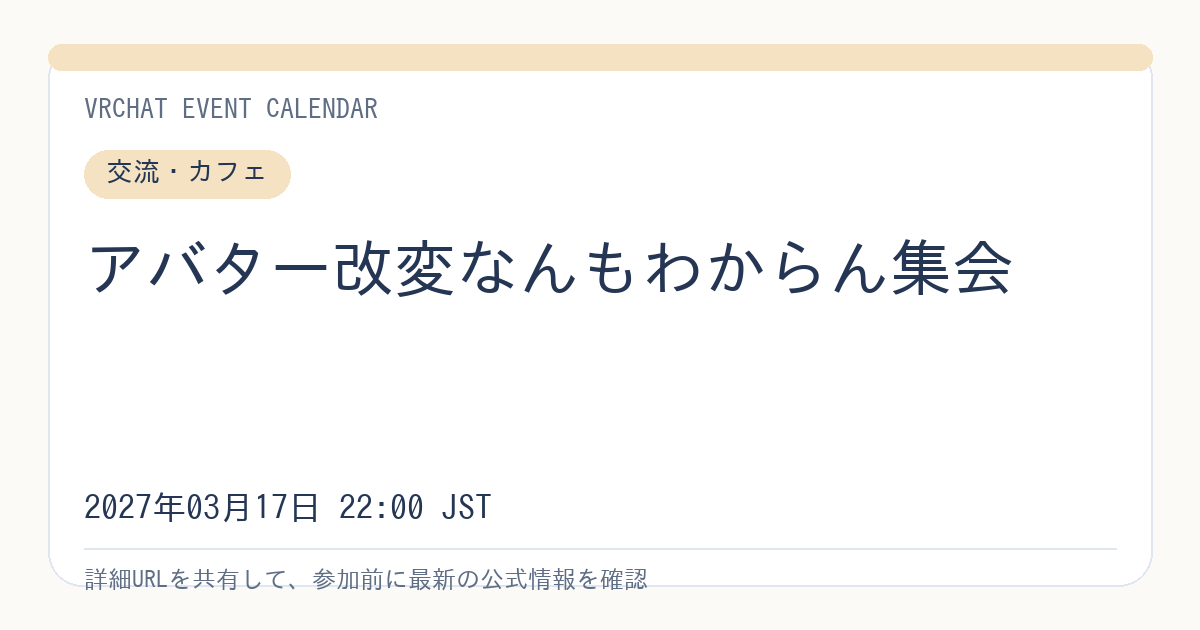 VRCHAT EVENT CALENDAR
交流・カフェ
アバター改変なんもわからん集会
2027年03月17日 22:00 JST
詳細URLを共有して、参加前に最新の公式情報を確認